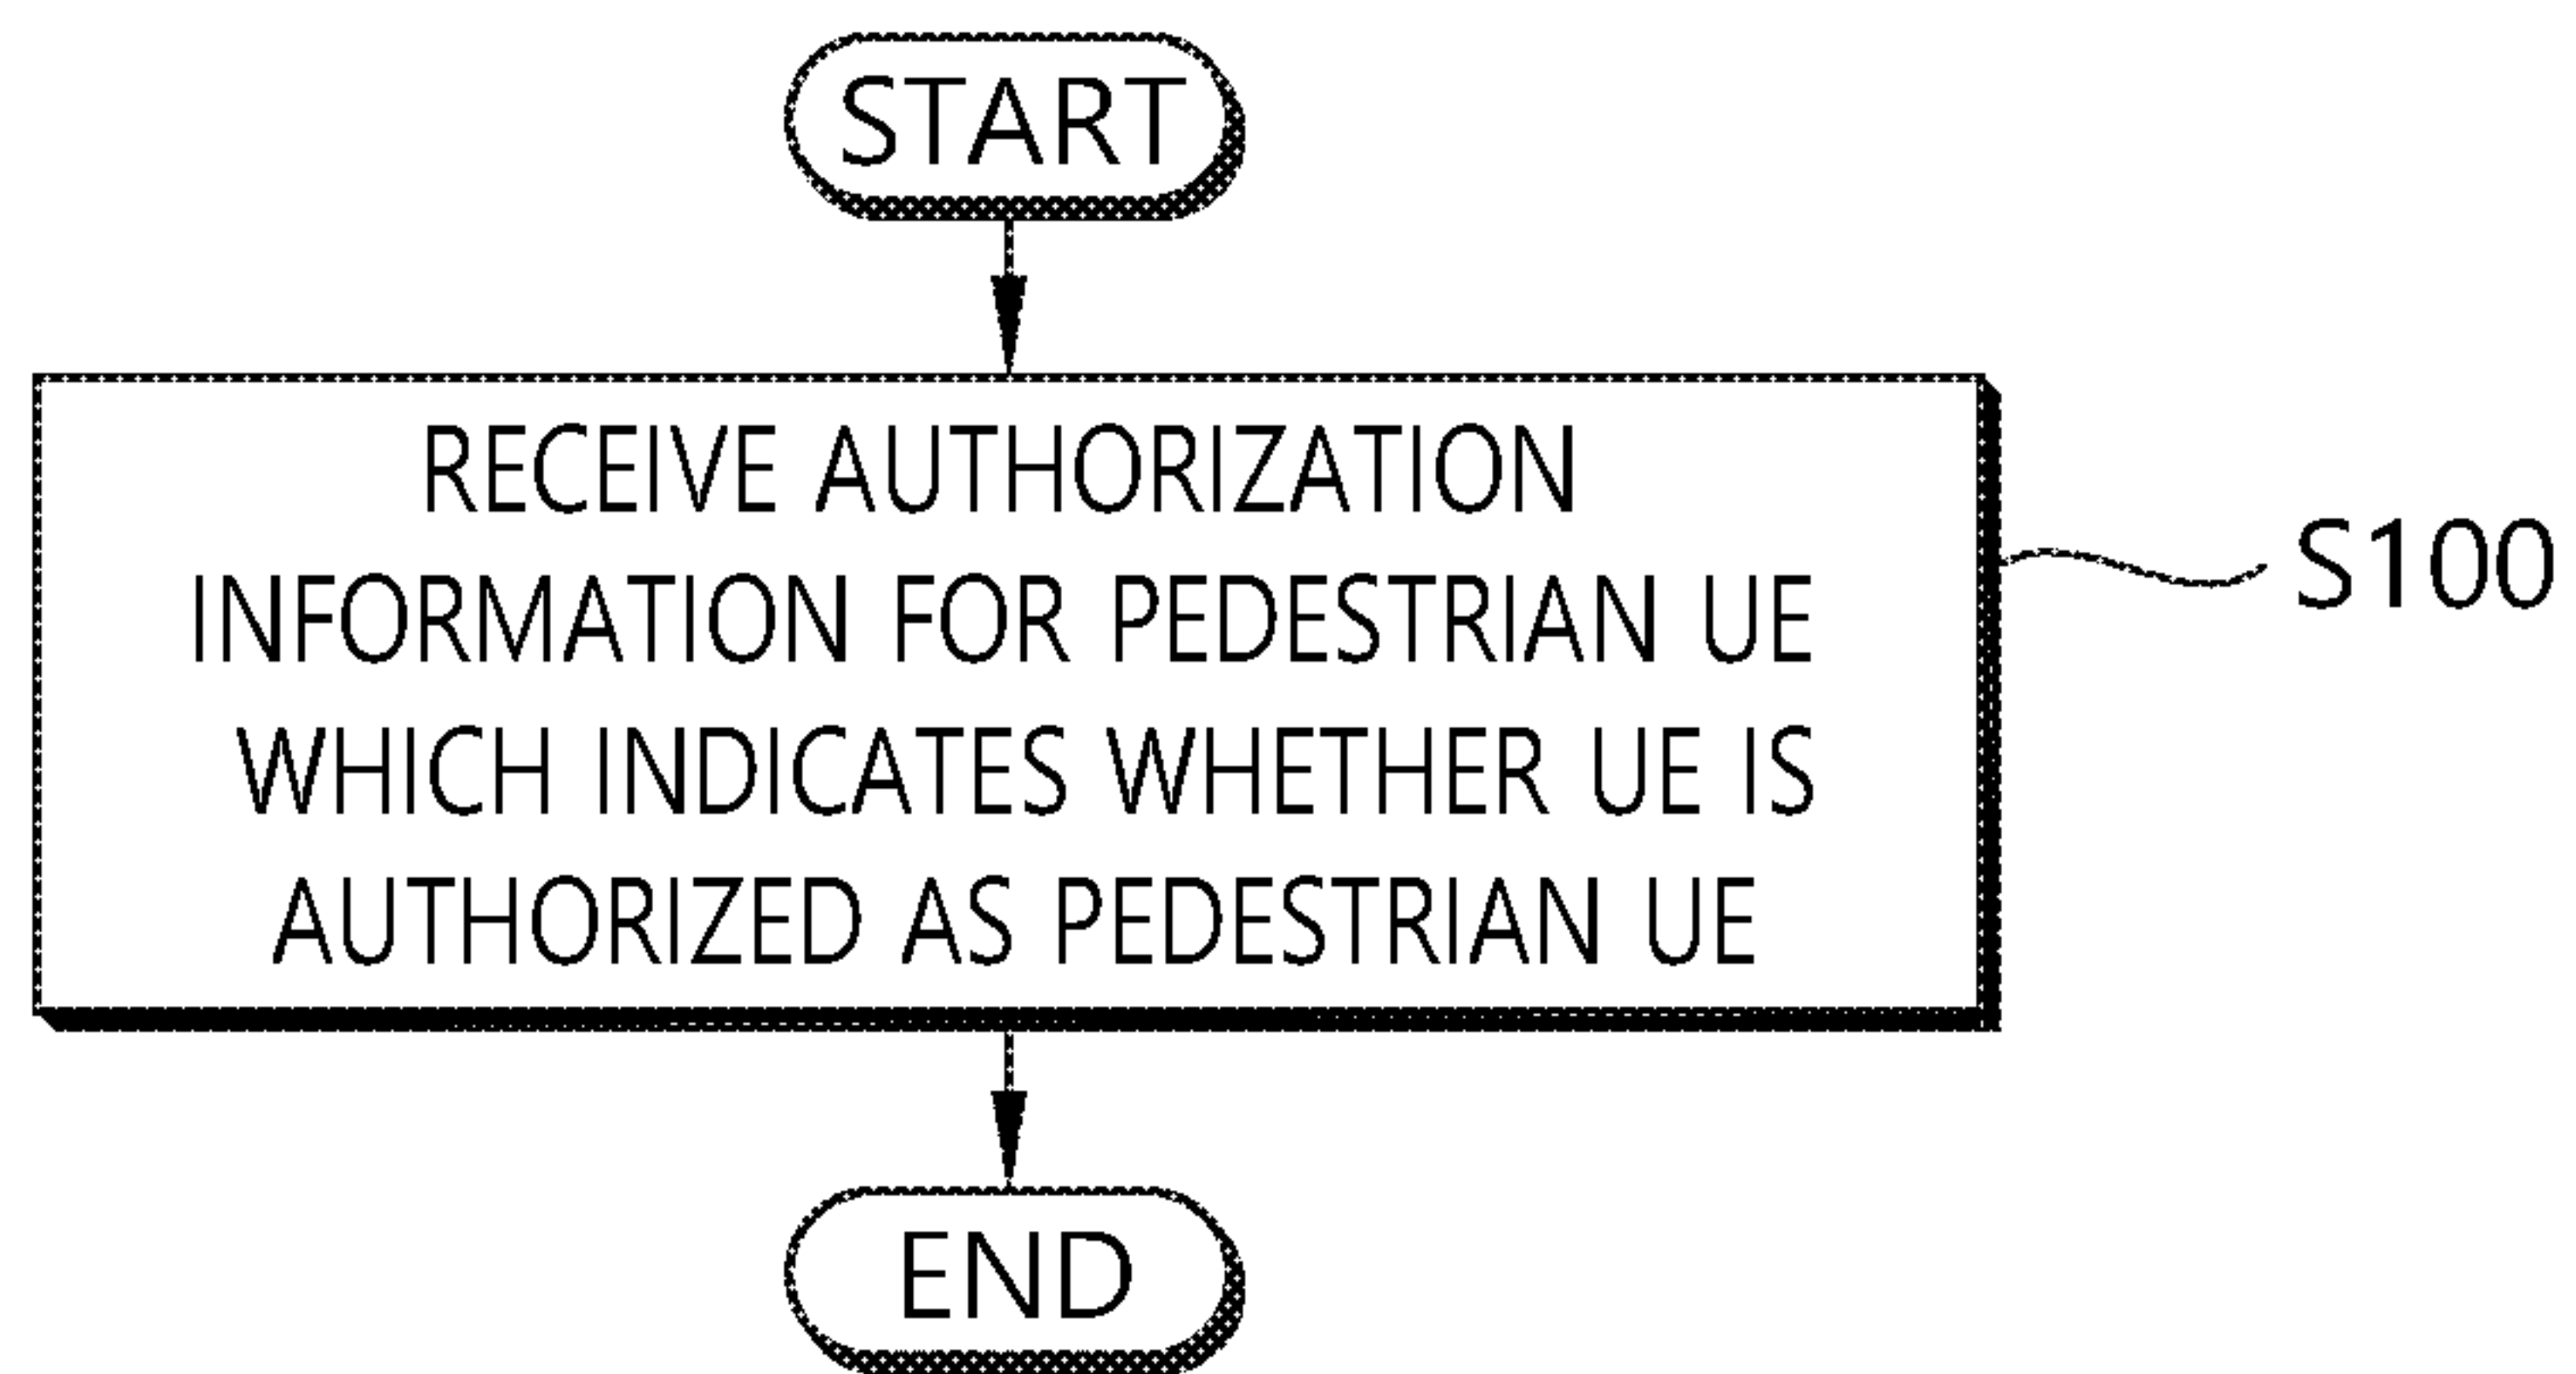 START
RECEIVE AUTHORIZATION
INFORMATION FOR PEDESTRIAN UE
WHICH INDICATES WHETHER UE IS
AUTHORIZED AS PEDESTRIAN UE
S100
END